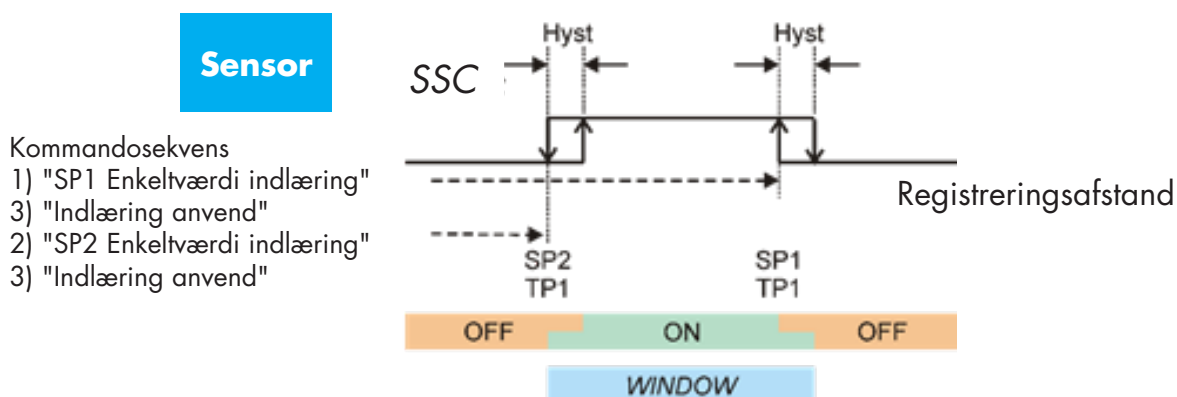 Sensor
Kommandosekvens
1) "SP1 Enkeltværdi indlæring"
3) "Indlæring anvend"
2) "SP2 Enkeltværdi indlæring"
3) "Indlæring anvend"
Hyst
Hyst
SSC
Registreringsafstand
SP2
TP1
SP1
TP1
OFF
ON
OFF
WINDOW